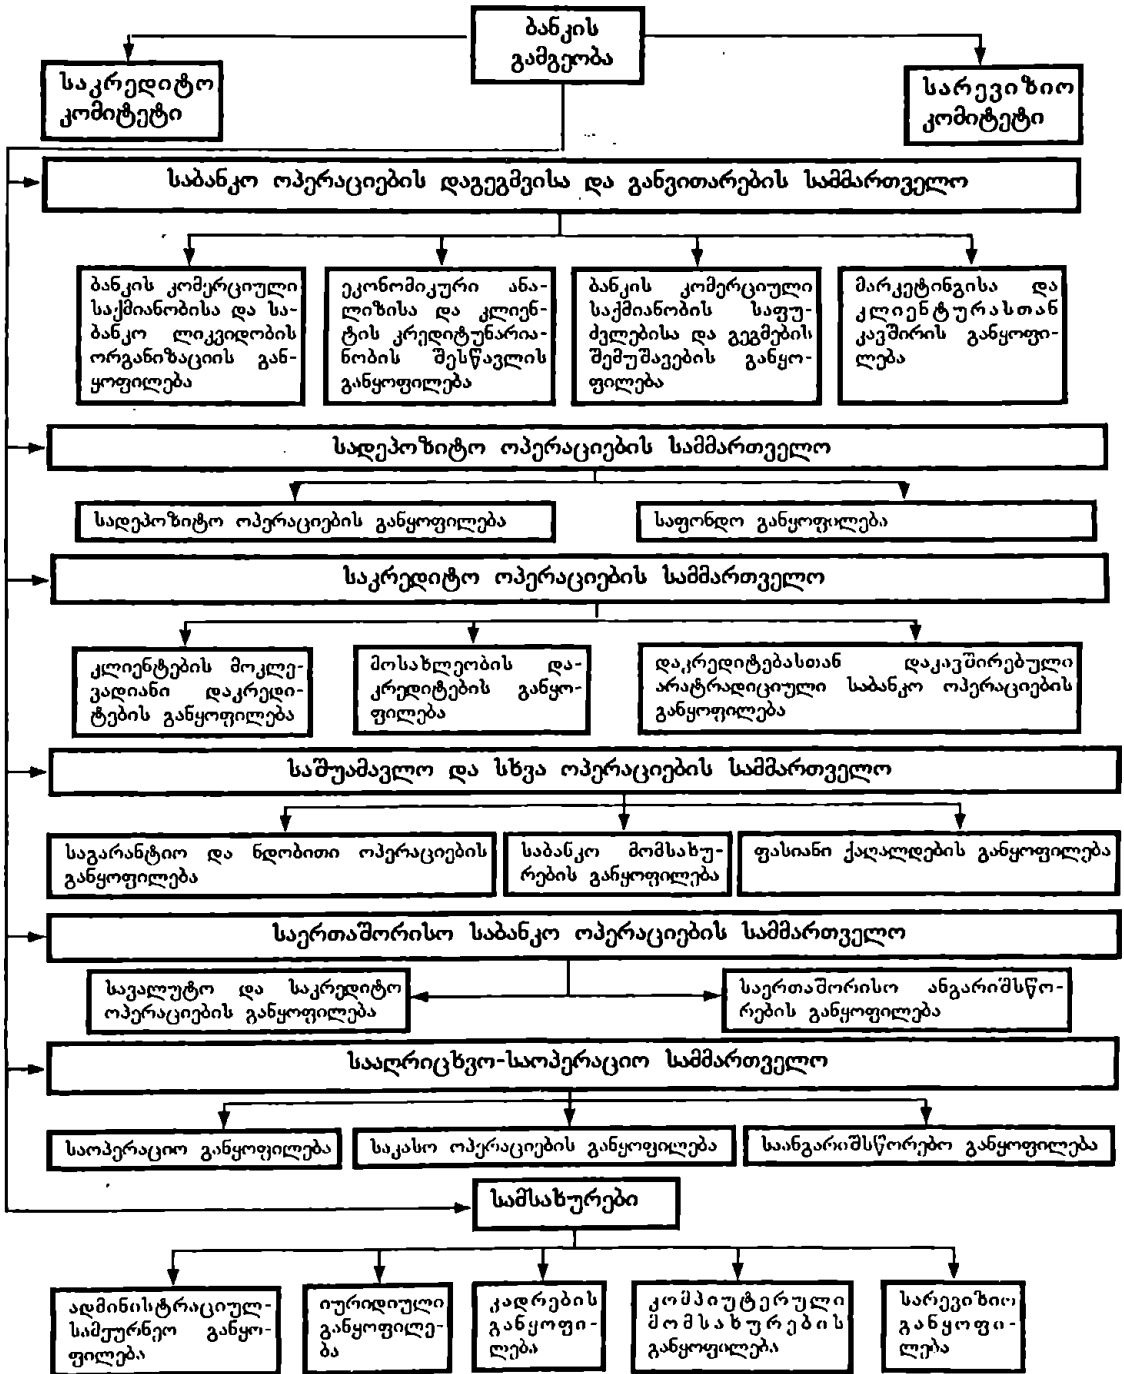 ბანკის
გამგეობა
საკრედიტო
კომიტეტი
სარევიზიო
კომიტეტი
საბანკო ოპერაციების დაგეგმვისა და განვითარების სამმართველო
ბანკის კომერციული
საქმიანობისა და სა-
ბანკო ლიკვიდობის
ორგანიზაციის გან-
ყოფილება
ეკონომიკური ანა-
ლიზისა და კლიენ-
ტის კრედიტუნარია-
ნობის შესწავლის
განყოფილება
ბანკის კომერციული
საქმიანობის საფუ-
ძვლებისა და გეგმების
შემუშავების განყო-
ფილება
მარკეტინგისა და
კლიენტურასთან
კავშირის განყოფი-
ლება
სადეპოზიტო ოპერაციების სამმართველო
სადეპოზიტო ოპერაციების განყოფილება
საფონდო განყოფილება
საკრედიტო ოპერაციების სამმართველო
კლიენტების მოკლე-
ვადიანი დაკრედი-
ტების განყოფილება
მოსახლეობის და-
კრედიტების განყო-
ფილება
დაკრედიტებასთან დაკავშირებული
არატრადიციული საბანკო ოპერაციების
განყოფილება
საშუამავლო და სხვა ოპერაციების სამმართველო
საგარანტიო და ნდობითი ოპერაციების
განყოფილება
საბანკო მომსახუ-
რების განყოფილება
ფასიანი ქაღალდების განყოფილება
საერთაშორისო საბანკო ოპერაციების სამმართველო
სავალუტო და საკრედიტო
ოპერაციების განყოფილება
საერთაშორისო ანგარიშსწო-
რების განყოფილება
სააღრიცხვო-საოპერაციო სამმართველო
საოპერაციო განყოფილება
საკასო ოპერაციების განყოფილება
საანგარიშსწორებო განყოფილება
სამსახურები
ადმინისტრაციულ-
სამეურნეო განყო-
ფილება
იურიდიული
განყოფილე-
ბა
კადრების
განყოფი-
ლება
კომპიუტერული
მომსახურების
განყოფილება
სარევიზიო
განყოფი-
ლება